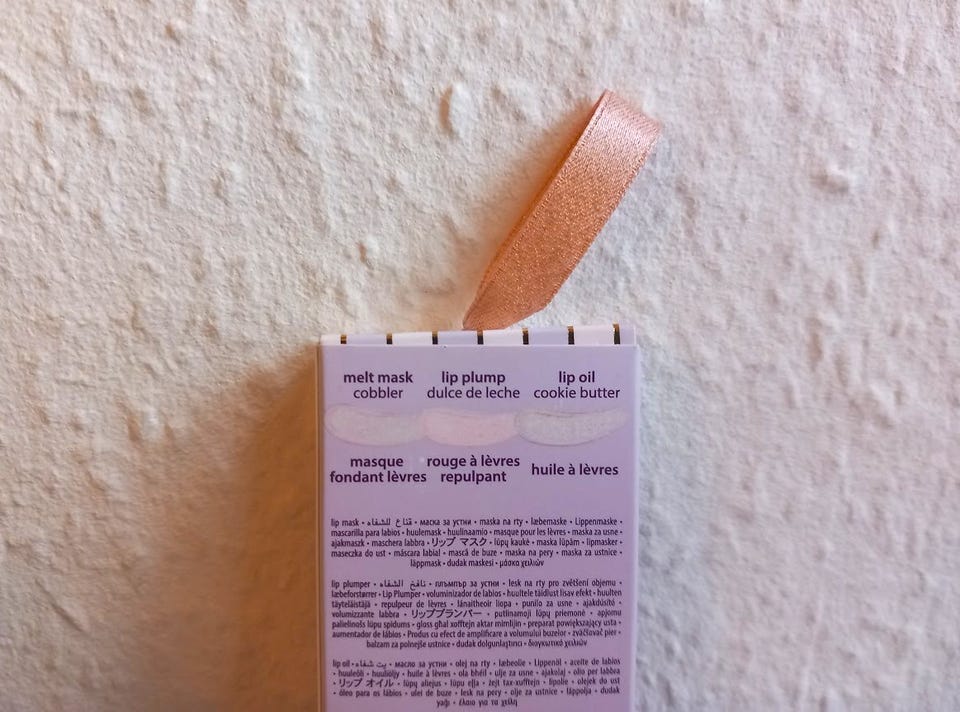 melt mask
cobbler
lip plump
dulce de leche
lip oil
cookie butter
masque
fondant lèvres
rouge à lèvres
repulpant
huile à lèvres
lip mask • قناع للشفاه • маска за устни • maska na rty • læbemaske • Lippenmaske •
mascarilla para labios • huulemask • huulinaamio • masque pour les lèvres • maska za usne •
ajakmaszk • maschera labbra • リップ マスク • lūpų kaukė • maska lūpām • lipmasker •
maseczka do ust • máscara labial • mască de buze • maska na pery • maska za ustnice •
läppmask • dudak maskesi • μάσκα χειλιών
lip plumper • نافخ الشفاه • плъмпър за устни • lesk na rty pro zvětšení objemu •
læbeforstørrer • Lip Plumper • voluminizador de labios • huultele täidlust lisav efekt • huulten
täyteläistäjä • repulpeur de lèvres • lánaitheoir liopa • punilo za usne • ajakdúsító •
volumizzante labbra • リッププランパー • putlinamoji lūpų priemonė • apjomu
palielinošs lūpu spīdums • gloss għal xofftejn aktar mimlijin • preparat powiększający usta •
aumentador de lábios • Produs cu efect de amplificare a volumului buzelor • zväčšovač pier •
balzam za polnejše ustnice • dudak dolgunlaştırıcı • διογκωτικό χειλιών
lip oil • زيت شفاه • масло за устни • olej na rty • læbeolie • Lippenöl • aceite de labios
• huuleõli • huuliöljy • huile à lèvres • ola bhéil • ulje za usne • ajakolaj • olio per labbra
• リップ オイル • lūpų aliejus • lūpu eļļa • żejt tax-xufftejn • lipolie • olejek do ust
• óleo para os lábios • ulei de buze • lesk na pery • olje za ustnice • läppolja • dudak
yağı • έλαιο για τα χείλη